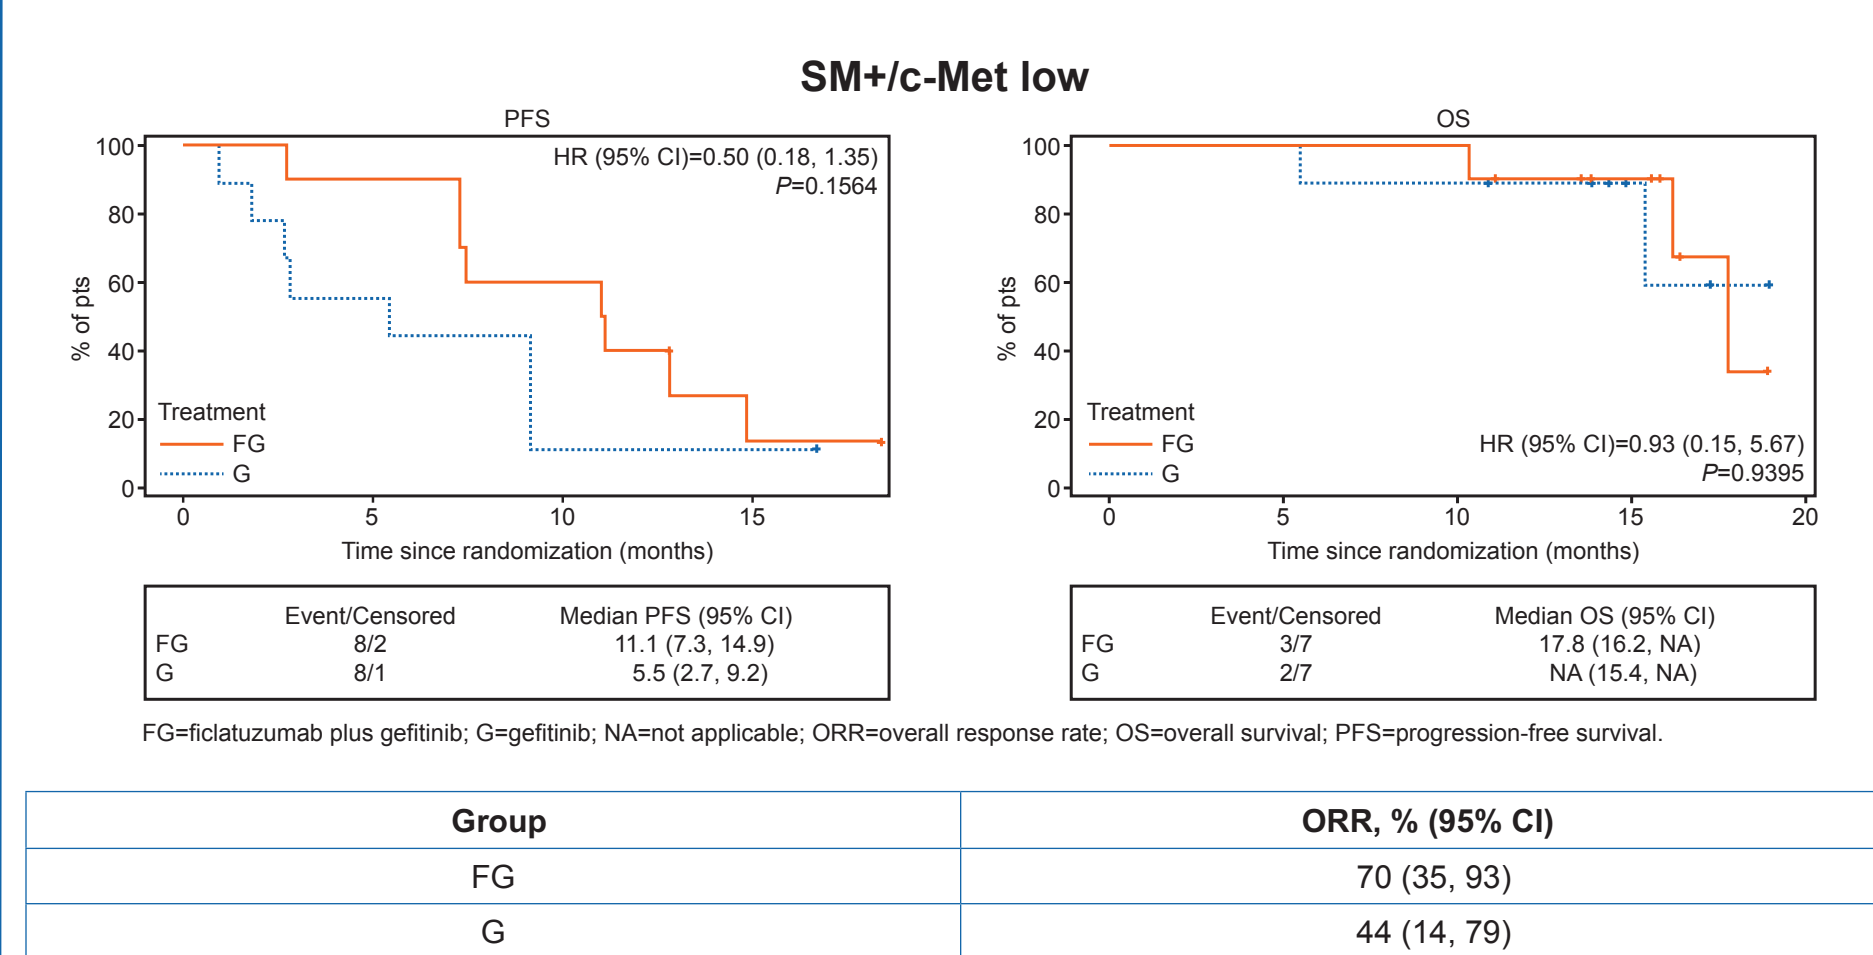 SM+/c-Met low
PFS
HR (95% CI)=0.50 (0.18, 1.35)
P=0.1564
100
80
60
40
20
0
% of pts
Treatment
FG
G
0 5 10 15
Time since randomization (months)
Event/Censored Median PFS (95% CI)
FG 8/2 11.1 (7.3, 14.9)
G 8/1 5.5 (2.7, 9.2)
OS
100
80
60
40
20
0
% of pts
Treatment
FG
G
HR (95% CI)=0.93 (0.15, 5.67)
P=0.9395
0 5 10 15 20
Time since randomization (months)
Event/Censored Median OS (95% CI)
FG 3/7 17.8 (16.2, NA)
G 2/7 NA (15.4, NA)
FG=ficlatuzumab plus gefitinib; G=gefitinib; NA=not applicable; ORR=overall response rate; OS=overall survival; PFS=progression-free survival.
Group ORR, % (95% CI)
FG 70 (35, 93)
G 44 (14, 79)